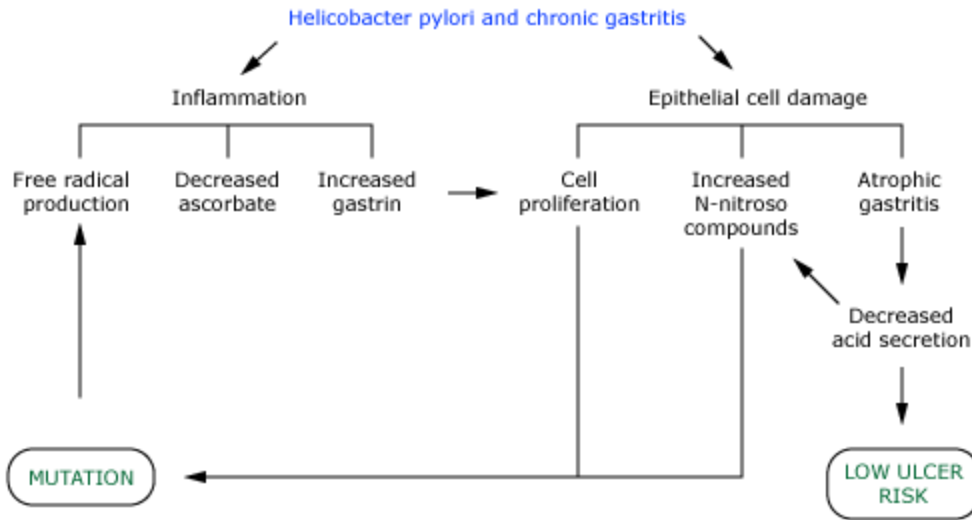 Helicobacter pylori and chronic gastritis
Inflammation
Epithelial cell damage
Free radical
production
Decreased
ascorbate
Increased
gastrin
Cell
proliferation
Increased
N-nitroso
compounds
Atrophic
gastritis
Decreased
acid secretion
MUTATION
LOW ULCER
RISK